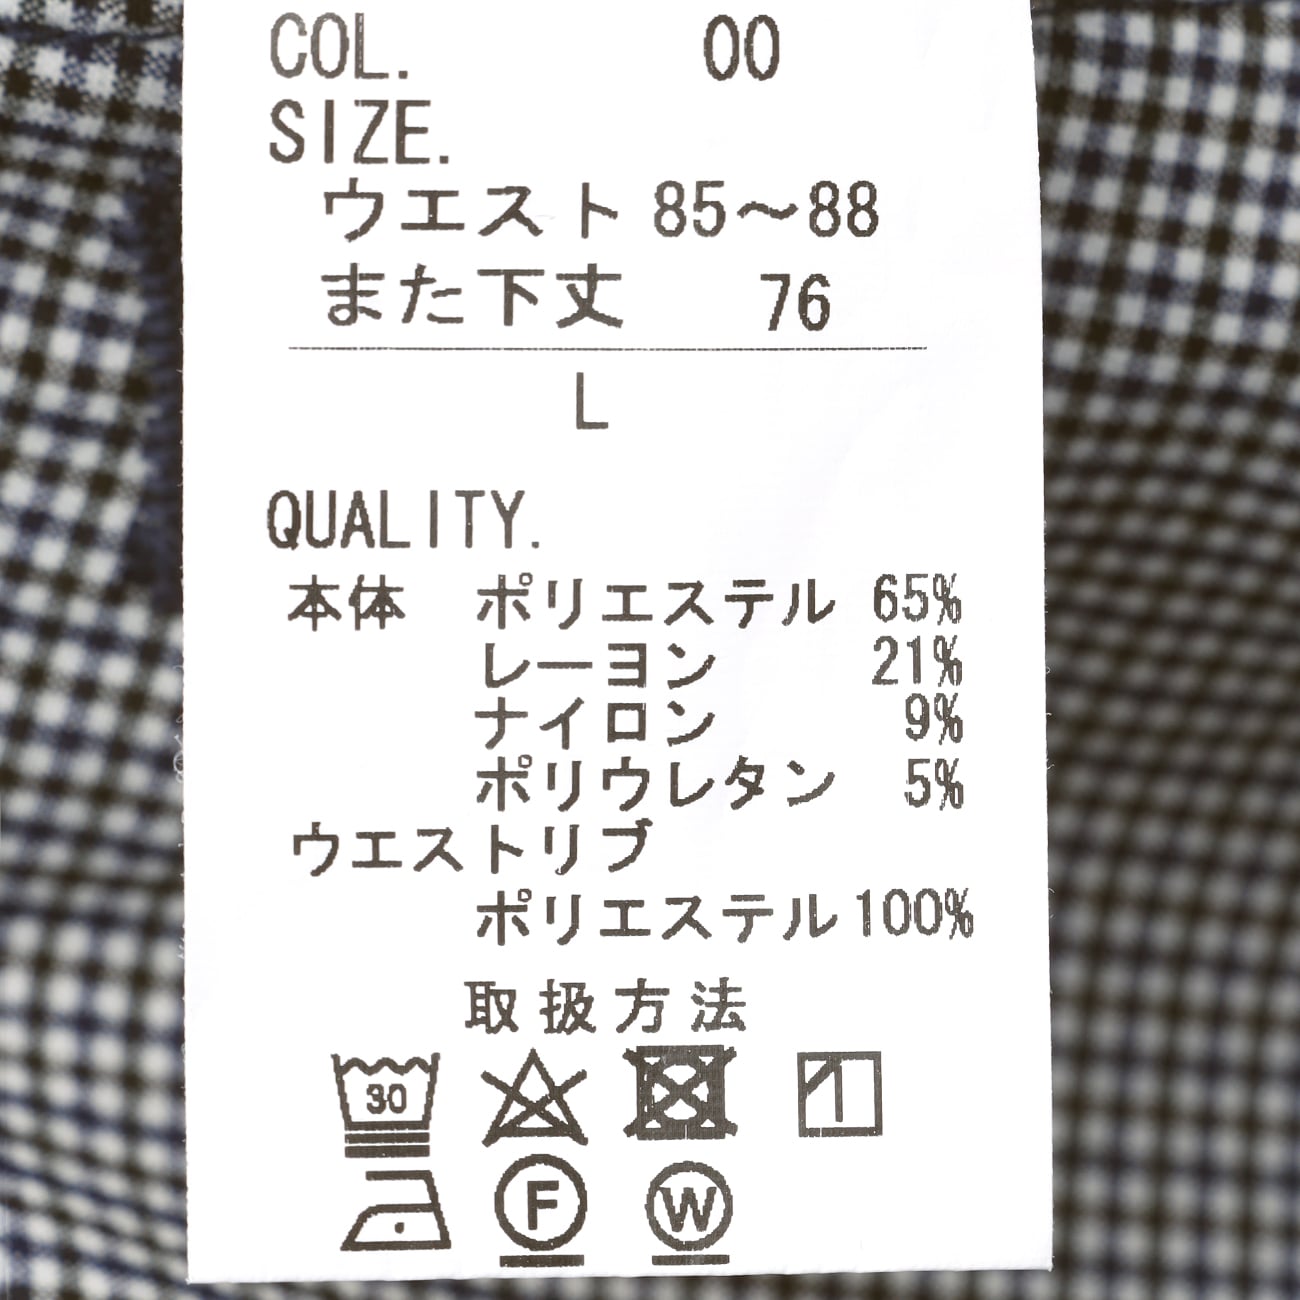 COL. 00
SIZE.
ウエスト 85～88
また下丈 76
L
QUALITY.
本体 ポリエステル 65%
レーヨン 21%
ナイロン 9%
ポリウレタン 5%
ウエストリブ
ポリエステル 100%
取扱方法
30
F W